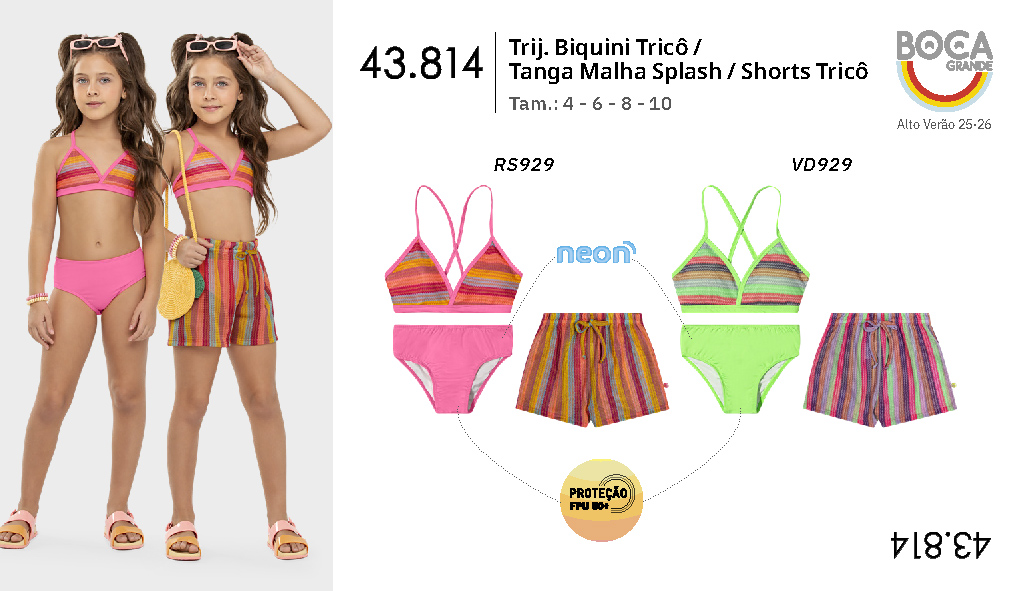 43.814
Trij. Biquini Tricô /
Tanga Malha Splash / Shorts Tricô
Tam.: 4 - 6 - 8 - 10
BOCA
GRANDE
Alto Verão 25-26
RS929
VD929
neon
PROTEÇÃO
FPU 50+
43.814